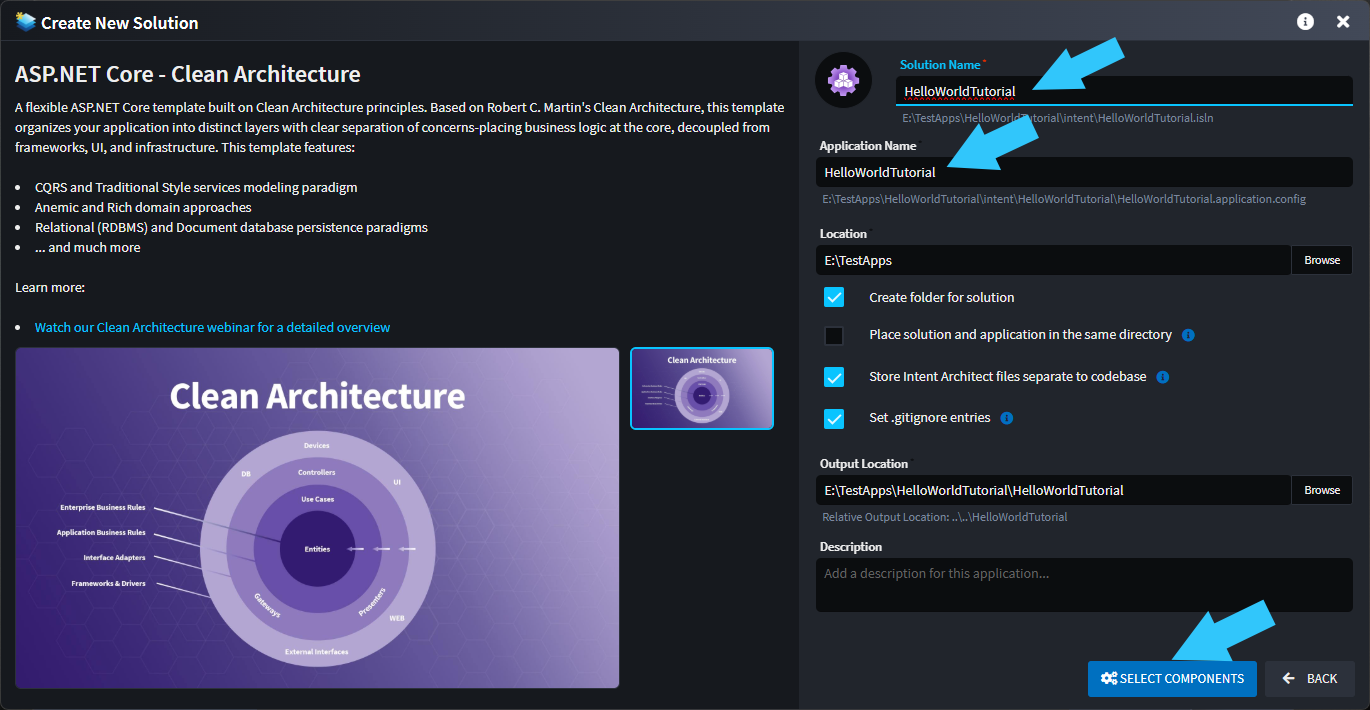 Create New Solution
ASP.NET Core - Clean Architecture
A flexible ASP.NET Core template built on Clean Architecture principles. Based on Robert C. Martin's Clean Architecture, this template
organizes your application into distinct layers with clear separation of concerns-placing business logic at the core, decoupled from
frameworks, UI, and infrastructure. This template features:
• CQRS and Traditional Style services modeling paradigm
• Anemic and Rich domain approaches
• Relational (RDBMS) and Document database persistence paradigms
• ... and much more
Learn more:
• Watch our Clean Architecture webinar for a detailed overview
Clean Architecture
Devices
DB
Controllers
UI
Use Cases
Enterprise Business Rules
Application Business Rules
Interface Adapters
Frameworks & Drivers
Entities
Gateways
Presenters
WEB
External Interfaces
Clean Architecture
Solution Name*
HelloWorldTutorial
E:\TestApps\HelloWorldTutorial\intent\HelloWorldTutorial.isln
Application Name
HelloWorldTutorial
E:\TestApps\HelloWorldTutorial\intent\HelloWorldTutorial\HelloWorldTutorial.application.config
Location
E:\TestApps
Browse
Create folder for solution
Place solution and application in the same directory
Store Intent Architect files separate to codebase
Set .gitignore entries
Output Location
E:\TestApps\HelloWorldTutorial\HelloWorldTutorial
Browse
Relative Output Location: ..\..\HelloWorldTutorial
Description
Add a description for this application...
SELECT COMPONENTS
BACK